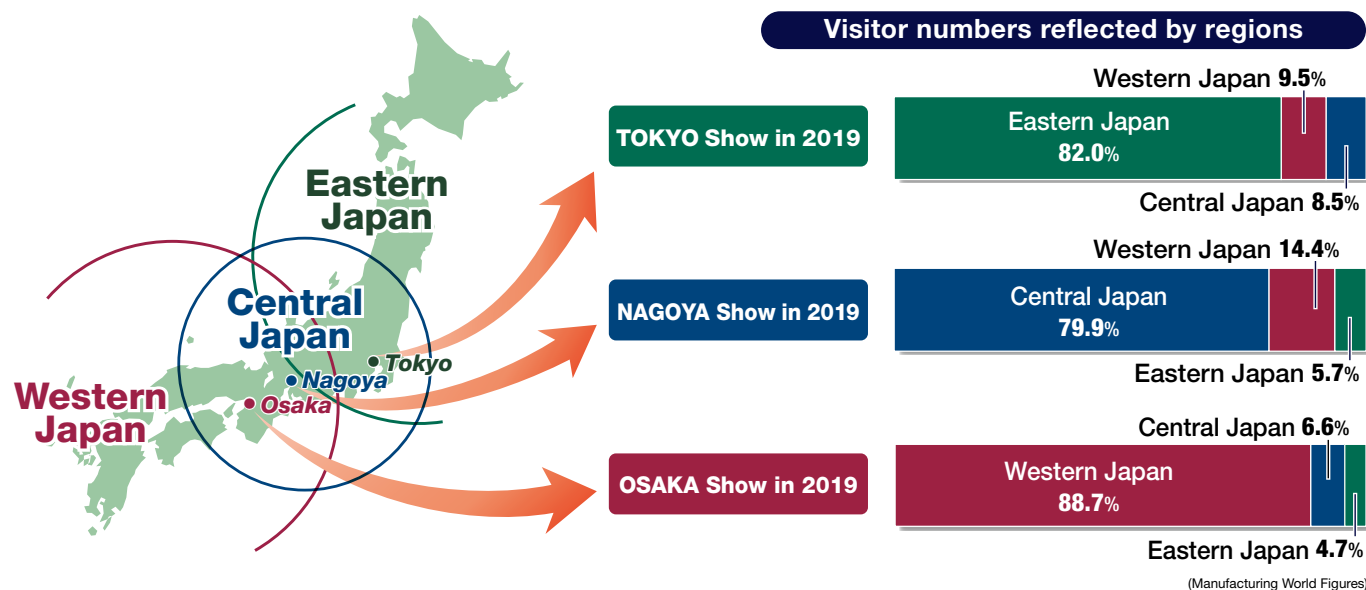 Visitor numbers reflected by regions
Eastern
Japan
Central
Japan
Western
Japan
Tokyo
Nagoya
Osaka
TOKYO Show in 2019
Western Japan 9.5%
Eastern Japan
82.0%
Central Japan 8.5%
NAGOYA Show in 2019
Western Japan 14.4%
Central Japan
79.9%
Eastern Japan 5.7%
OSAKA Show in 2019
Central Japan 6.6%
Western Japan
88.7%
Eastern Japan 4.7%
(Manufacturing World Figures)